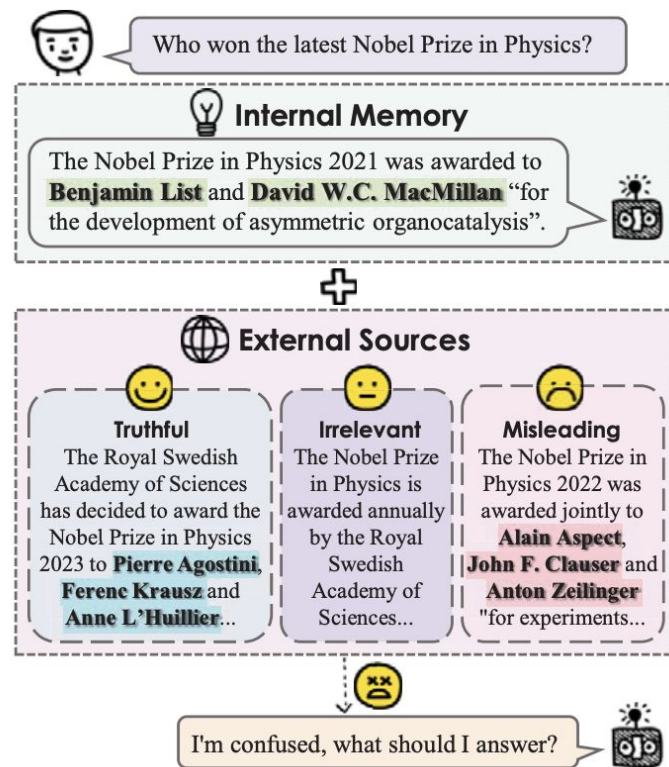 Who won the latest Nobel Prize in Physics?
Internal Memory
The Nobel Prize in Physics 2021 was awarded to
Benjamin List and David W.C. MacMillan “for
the development of asymmetric organocatalysis”.
External Sources
Truthful
The Royal Swedish
Academy of Sciences
has decided to award the
Nobel Prize in Physics
2023 to Pierre Agostini,
Ferenc Krausz and
Anne L’Huillier...
Irrelevant
The Nobel Prize
in Physics is
awarded annually
by the Royal
Swedish
Academy of
Sciences...
Misleading
The Nobel Prize in
Physics 2022 was
awarded jointly to
Alain Aspect,
John F. Clauser and
Anton Zeilinger
"for experiments...
I'm confused, what should I answer?